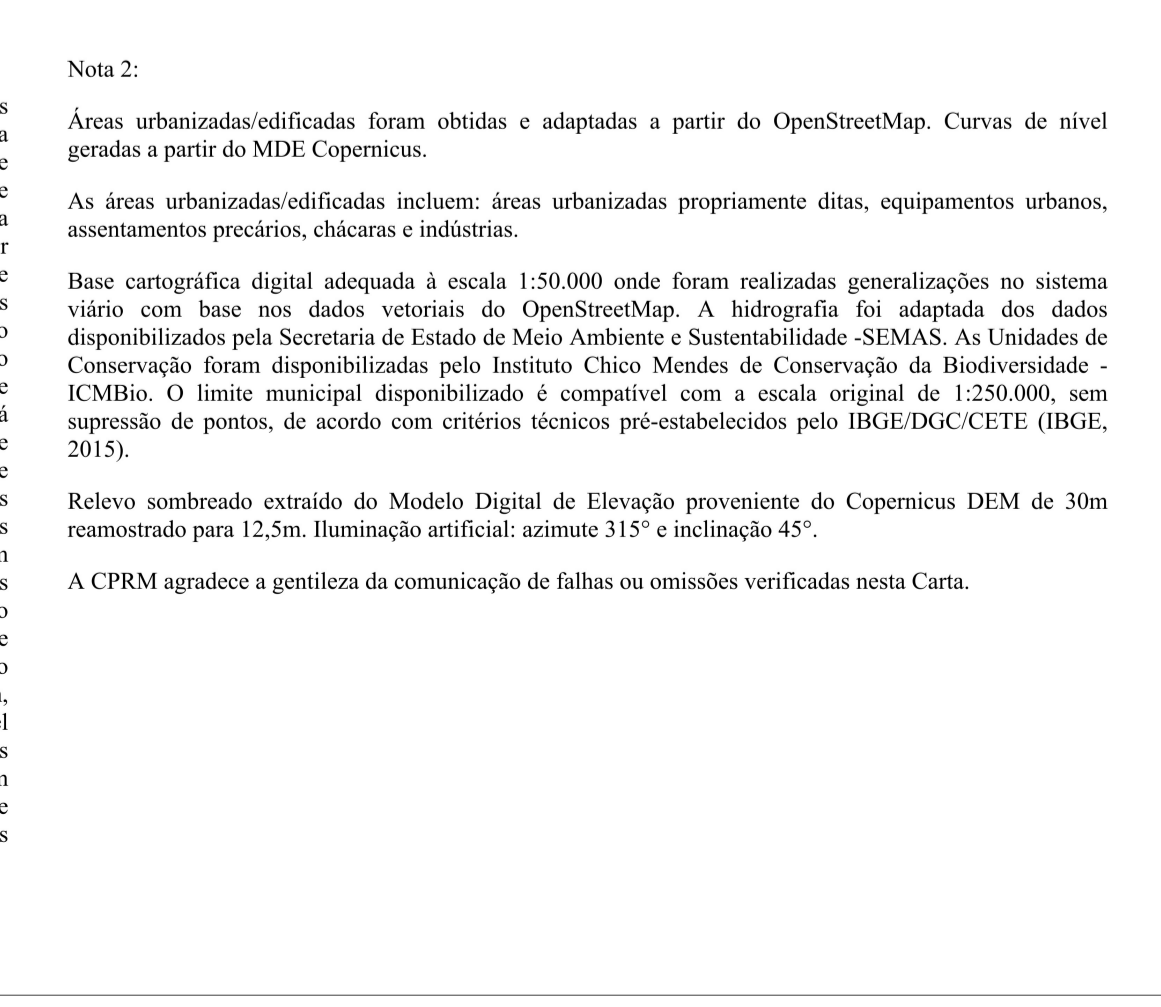 Nota 2:
Áreas urbanizadas/edificadas foram obtidas e adaptadas a partir do OpenStreetMap. Curvas de nível
geradas a partir do MDE Copernicus.
As áreas urbanizadas/edificadas incluem: áreas urbanizadas propriamente ditas, equipamentos urbanos,
assentamentos precários, chácaras e indústrias.
Base cartográfica digital adequada à escala 1:50.000 onde foram realizadas generalizações no sistema
viário com base nos dados vetoriais do OpenStreetMap. A hidrografia foi adaptada dos dados
disponibilizados pela Secretaria de Estado de Meio Ambiente e Sustentabilidade -SEMAS. As Unidades de
Conservação foram disponibilizadas pelo Instituto Chico Mendes de Conservação da Biodiversidade -
ICMBio. O limite municipal disponibilizado é compatível com a escala original de 1:250.000, sem
supressão de pontos, de acordo com critérios técnicos pré-estabelecidos pelo IBGE/DGC/CETE (IBGE,
2015).
Relevo sombreado extraído do Modelo Digital de Elevação proveniente do Copernicus DEM de 30m
reamostrado para 12,5m. Iluminação artificial: azimute 315° e inclinação 45°.
A CPRM agradece a gentileza da comunicação de falhas ou omissões verificadas nesta Carta.